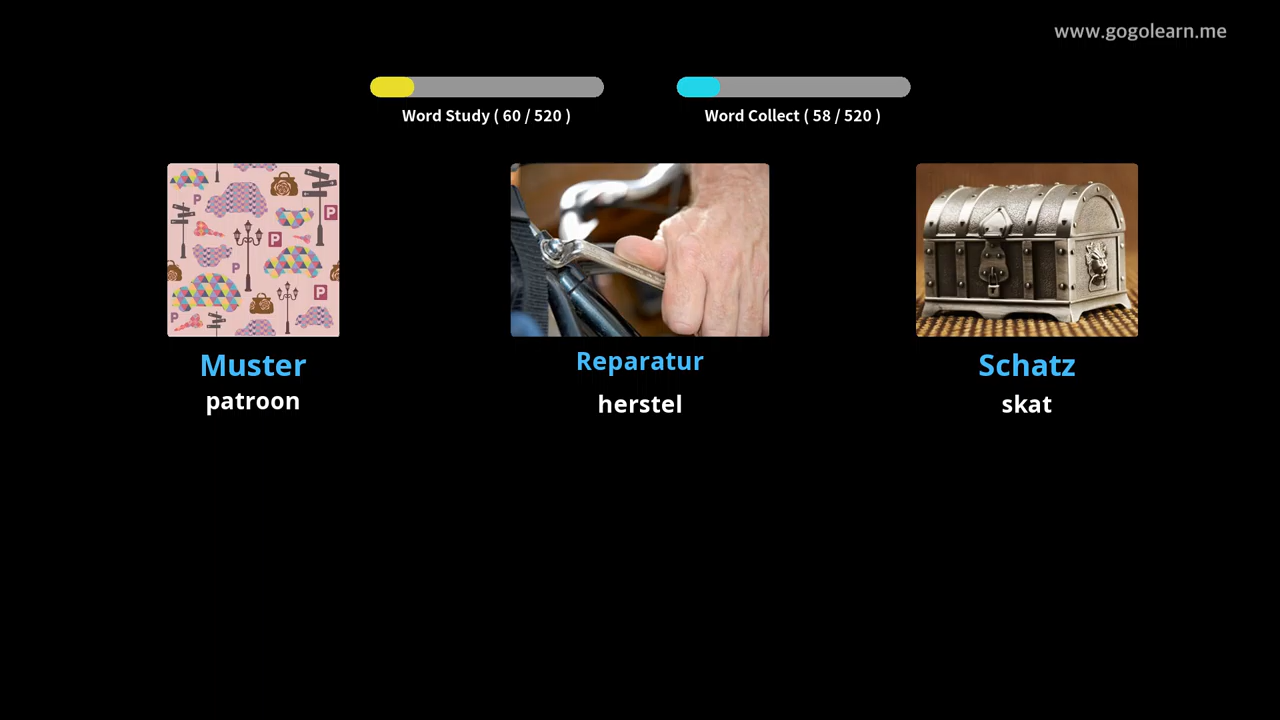 www.gogolearn.me
Word Study ( 60 / 520 )
Word Collect ( 58 / 520 )
P
P
P
P
P
P
Muster
Reparatur
Schatz
patroon
herstel
skat